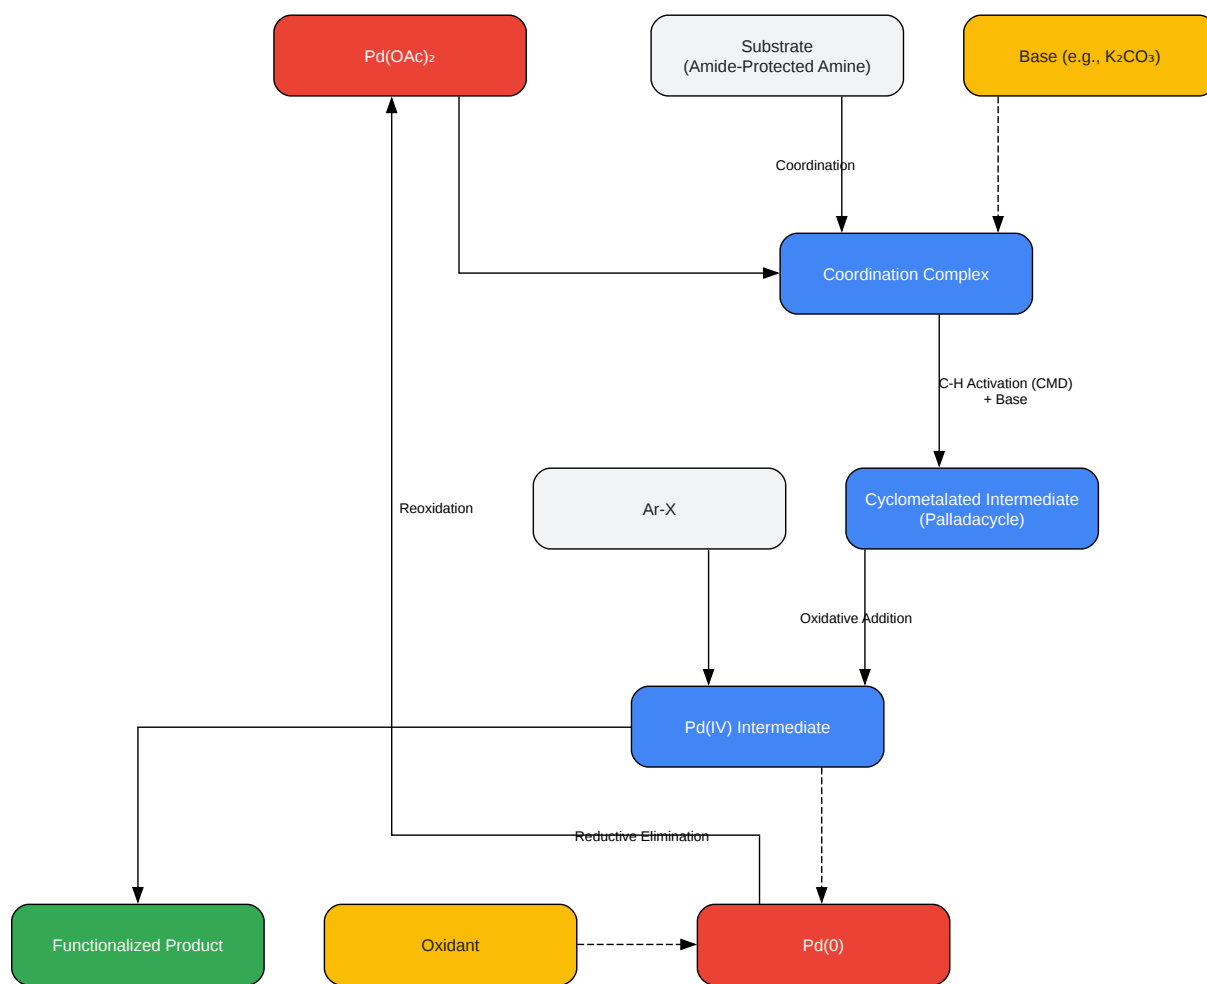 Pd(OAc)₂
Substrate
(Amide-Protected Amine)
Base (e.g., K₂CO₃)
Coordination
Coordination Complex
C-H Activation (CMD)
+ Base
Ar-X
Cyclometalated Intermediate
(Palladacycle)
Reoxidation
Oxidative Addition
Pd(IV) Intermediate
Reductive Elimination
Functionalized Product
Oxidant
Pd(0)